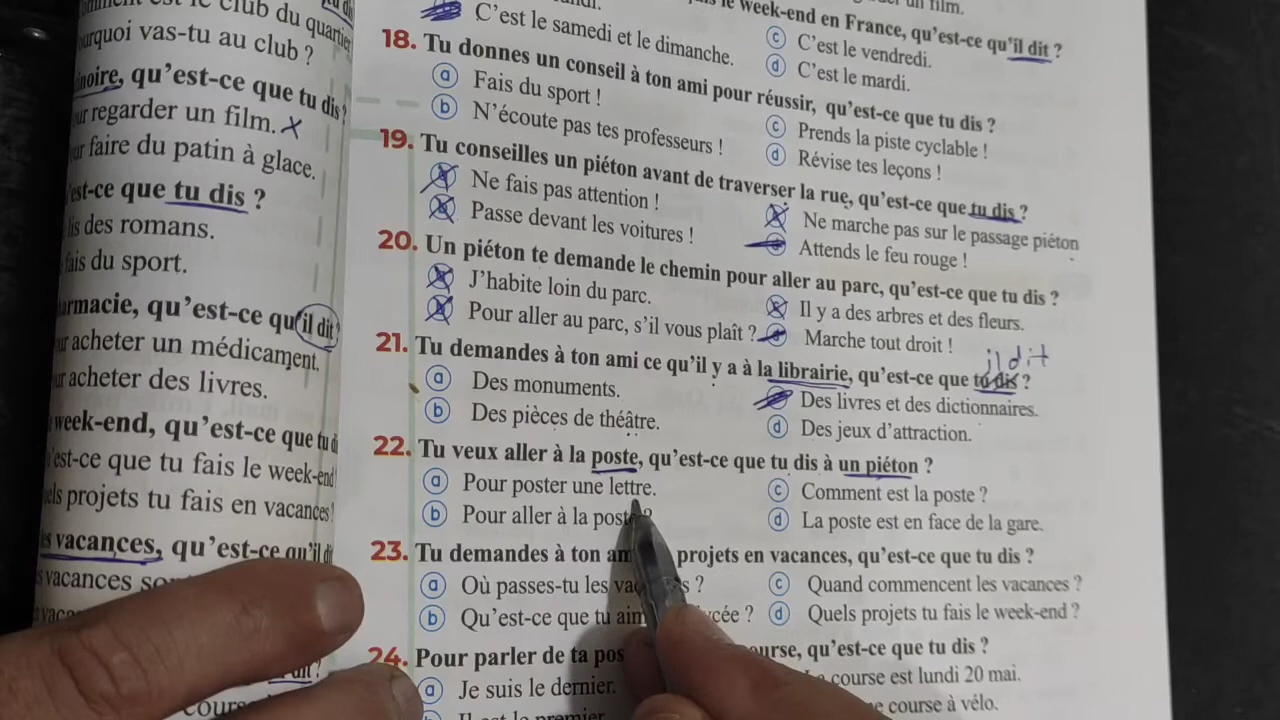 le club du quartier
vas-tu au club ?
qu'est-ce que tu dis ?
regarder un film.
faire du patin à glace.
est-ce que tu dis ?
lis des romans.
fais du sport.
qu'est-ce qu'il dit ?
acheter un médicament.
acheter des livres.
week-end, qu'est-ce que tu
est-ce que tu fais le week-end
projets tu fais en vacances
vacances, qu'est-ce qu'il
vacances
un film.
le week-end en France, qu'est-ce qu'il dit ?
C'est le samedi et le dimanche.
c C'est le vendredi.
d C'est le mardi.
18. Tu donnes un conseil à ton ami pour réussir, qu'est-ce que tu dis ?
a Fais du sport !
b N'écoute pas tes professeurs !
c Prends la piste cyclable !
d Révise tes leçons !
19. Tu conseilles un piéton avant de traverser la rue, qu'est-ce que tu dis ?
Ne fais pas attention !
Passe devant les voitures !
Ne marche pas sur le passage piéton
Attends le feu rouge !
20. Un piéton te demande le chemin pour aller au parc, qu'est-ce que tu dis ?
J'habite loin du parc.
Pour aller au parc, s'il vous plaît ?
Il y a des arbres et des fleurs.
Marche tout droit !
il dit
21. Tu demandes à ton ami ce qu'il y a à la librairie, qu'est-ce que tu dis ?
a Des monuments.
b Des pièces de théâtre.
Des livres et des dictionnaires.
d Des jeux d'attraction.
22. Tu veux aller à la poste, qu'est-ce que tu dis à un piéton ?
a Pour poster une lettre.
b Pour aller à la poste ?
c Comment est la poste ?
d La poste est en face de la gare.
23. Tu demandes à ton projets en vacances, qu'est-ce que tu dis ?
a Où passes-tu les ?
b Qu'est-ce que tu ?
c Quand commencent les vacances ?
d Quels projets tu fais le week-end ?
24. Pour parler de ta qu'est-ce que tu dis ?
a Je suis le dernier.
course est lundi 20 mai.
course à vélo.